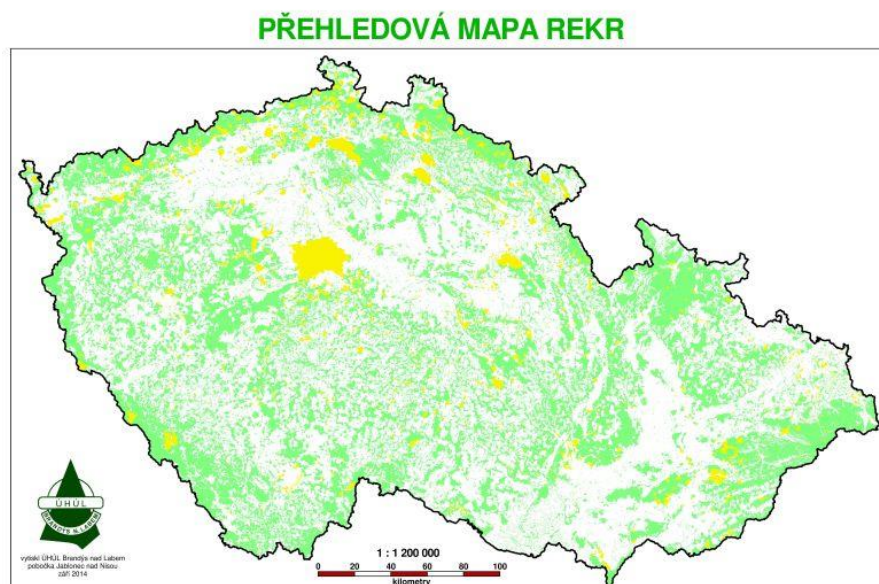 PŘEHLEDOVÁ MAPA REKR
ÚHÚL
BRANDÝS N. LABEM
vytiskl ÚHÚL Brandýs nad Labem
pobočka Jablonec nad Nisou
září 2014
1 : 1 200 000
0 20 40 60 80 100
kilometry